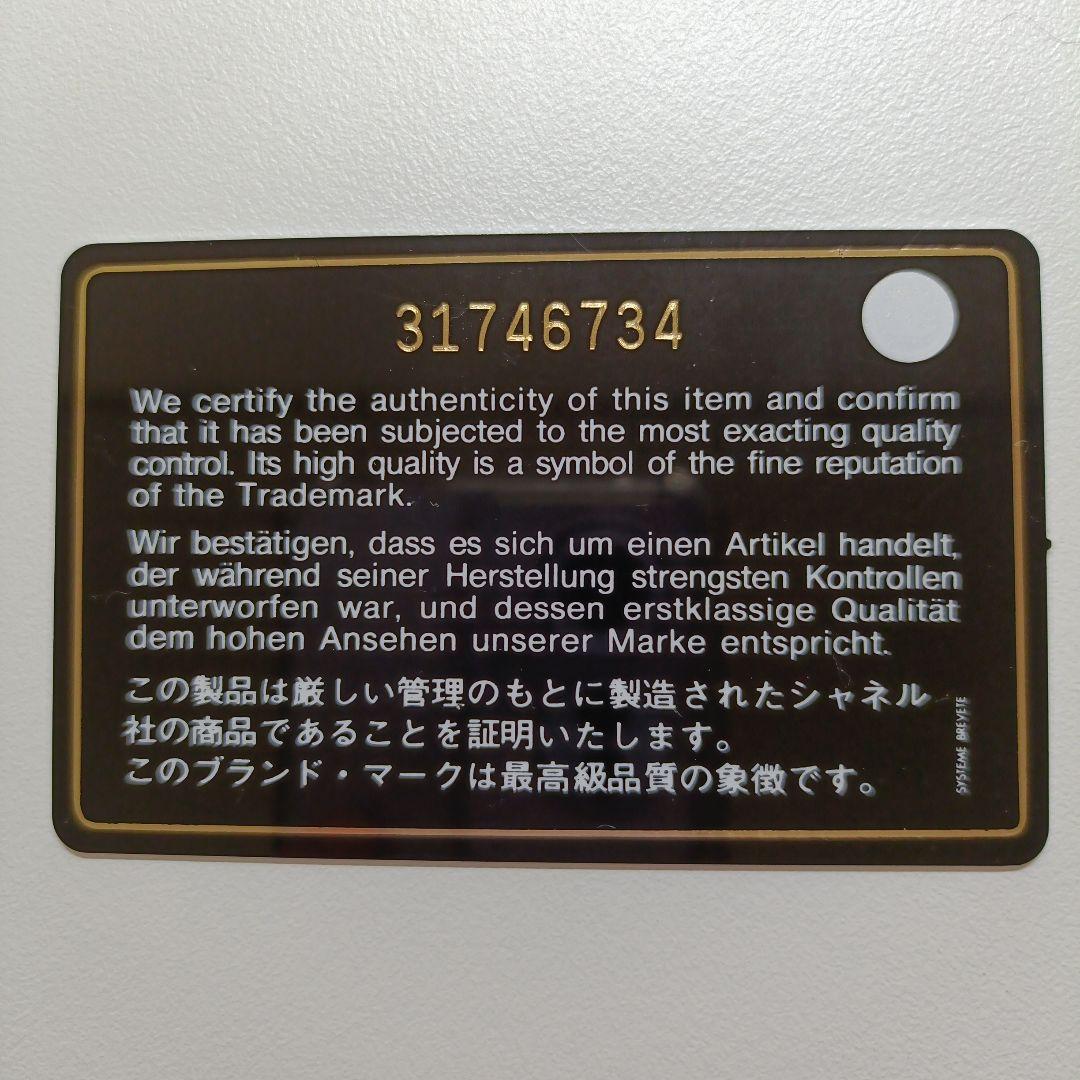 31746734
We certify the authenticity of this item and confirm
that it has been subjected to the most exacting quality
control. Its high quality is a symbol of the fine reputation
of the Trademark.
Wir bestätigen, dass es sich um einen Artikel handelt,
der während seiner Herstellung strengsten Kontrollen
unterworfen war, und dessen erstklassige Qualität
dem hohen Ansehen unserer Marke entspricht.
この製品は厳しい管理のもとに製造されたシャネル
社の商品であることを証明いたします。
このブランド・マークは最高級品質の象徴です。
SYSTEME BREVETE